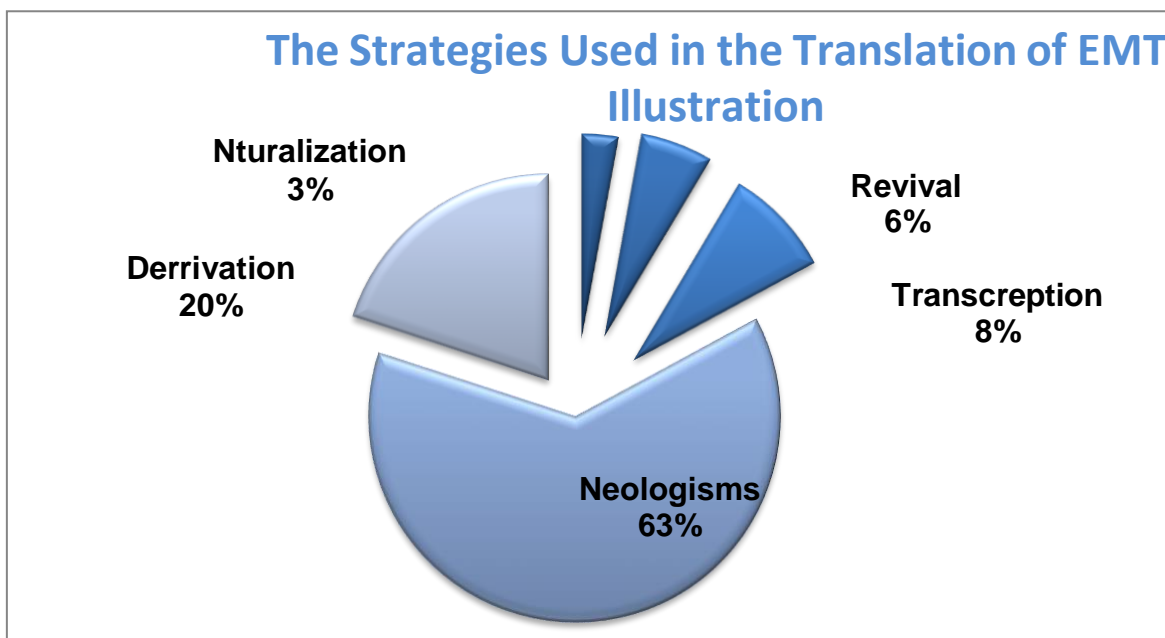 The Strategies Used in the Translation of EMT
Illustration
Nturalization
3%
Revival
6%
Derrivation
20%
Transcreption
8%
Neologisms
63%